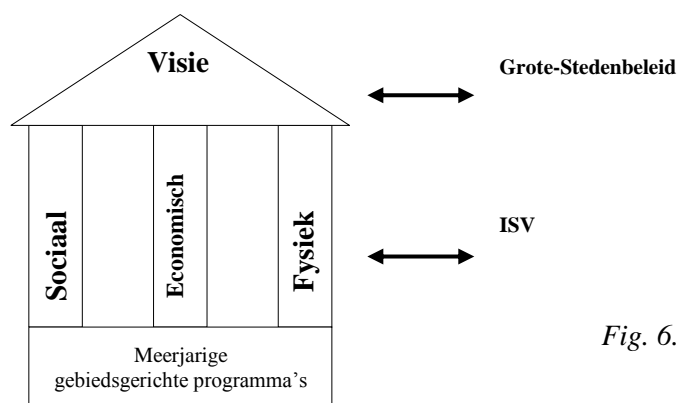 Visie
Grote-Stedenbeleid
Sociaal
Economisch
Fysiek
ISV
Fig. 6.
Meerjarige
gebiedsgerichte programma's